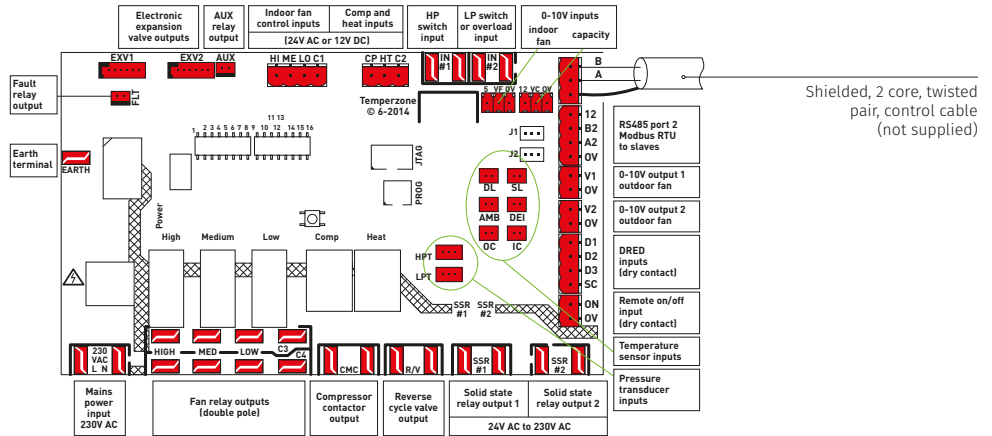 Electronic
expansion
valve outputs
AUX
relay
output
Indoor fan
control inputs
Comp and
heat inputs
(24V AC or 12V DC)
HP
switch
input
LP switch
or overload
input
0-10V inputs
indoor
fan
capacity
EXV1
EXV2
AUX
HI ME LO C1
CP HT C2
IN
#1
IN
#2
B
A
Shielded, 2 core, twisted
pair, control cable
(not supplied)
Fault
relay
output
FLT
Temperzone
© 6-2014
5 VF 0V
12 VC 0V
11 13
1 2 3 4 5 6 7 8 9 10 12 14 15 16
J1
J2
JTAG
PROG
12
B2
A2
0V
RS485 port 2
Modbus RTU
to slaves
Earth
terminal
EARTH
V1
0V
0-10V output 1
outdoor fan
DL
SL
AMB
DEI
OC
IC
V2
0V
0-10V output 2
outdoor fan
Power
High
Medium
Low
Comp
Heat
HPT
LPT
D1
D2
D3
SC
DRED
inputs
(dry contact)
SSR
#1
SSR
#2
ON
0V
Remote on/off
input
(dry contact)
Temperature
sensor inputs
Pressure
transducer
inputs
230
VAC
L N
HIGH
MED
LOW
C3
C4
CMC
R/V
SSR
#1
SSR
#2
Mains
power
input
230V AC
Fan relay outputs
(double pole)
Compressor
contactor
output
Reverse
cycle valve
output
Solid state
relay output 1
Solid state
relay output 2
24V AC to 230V AC